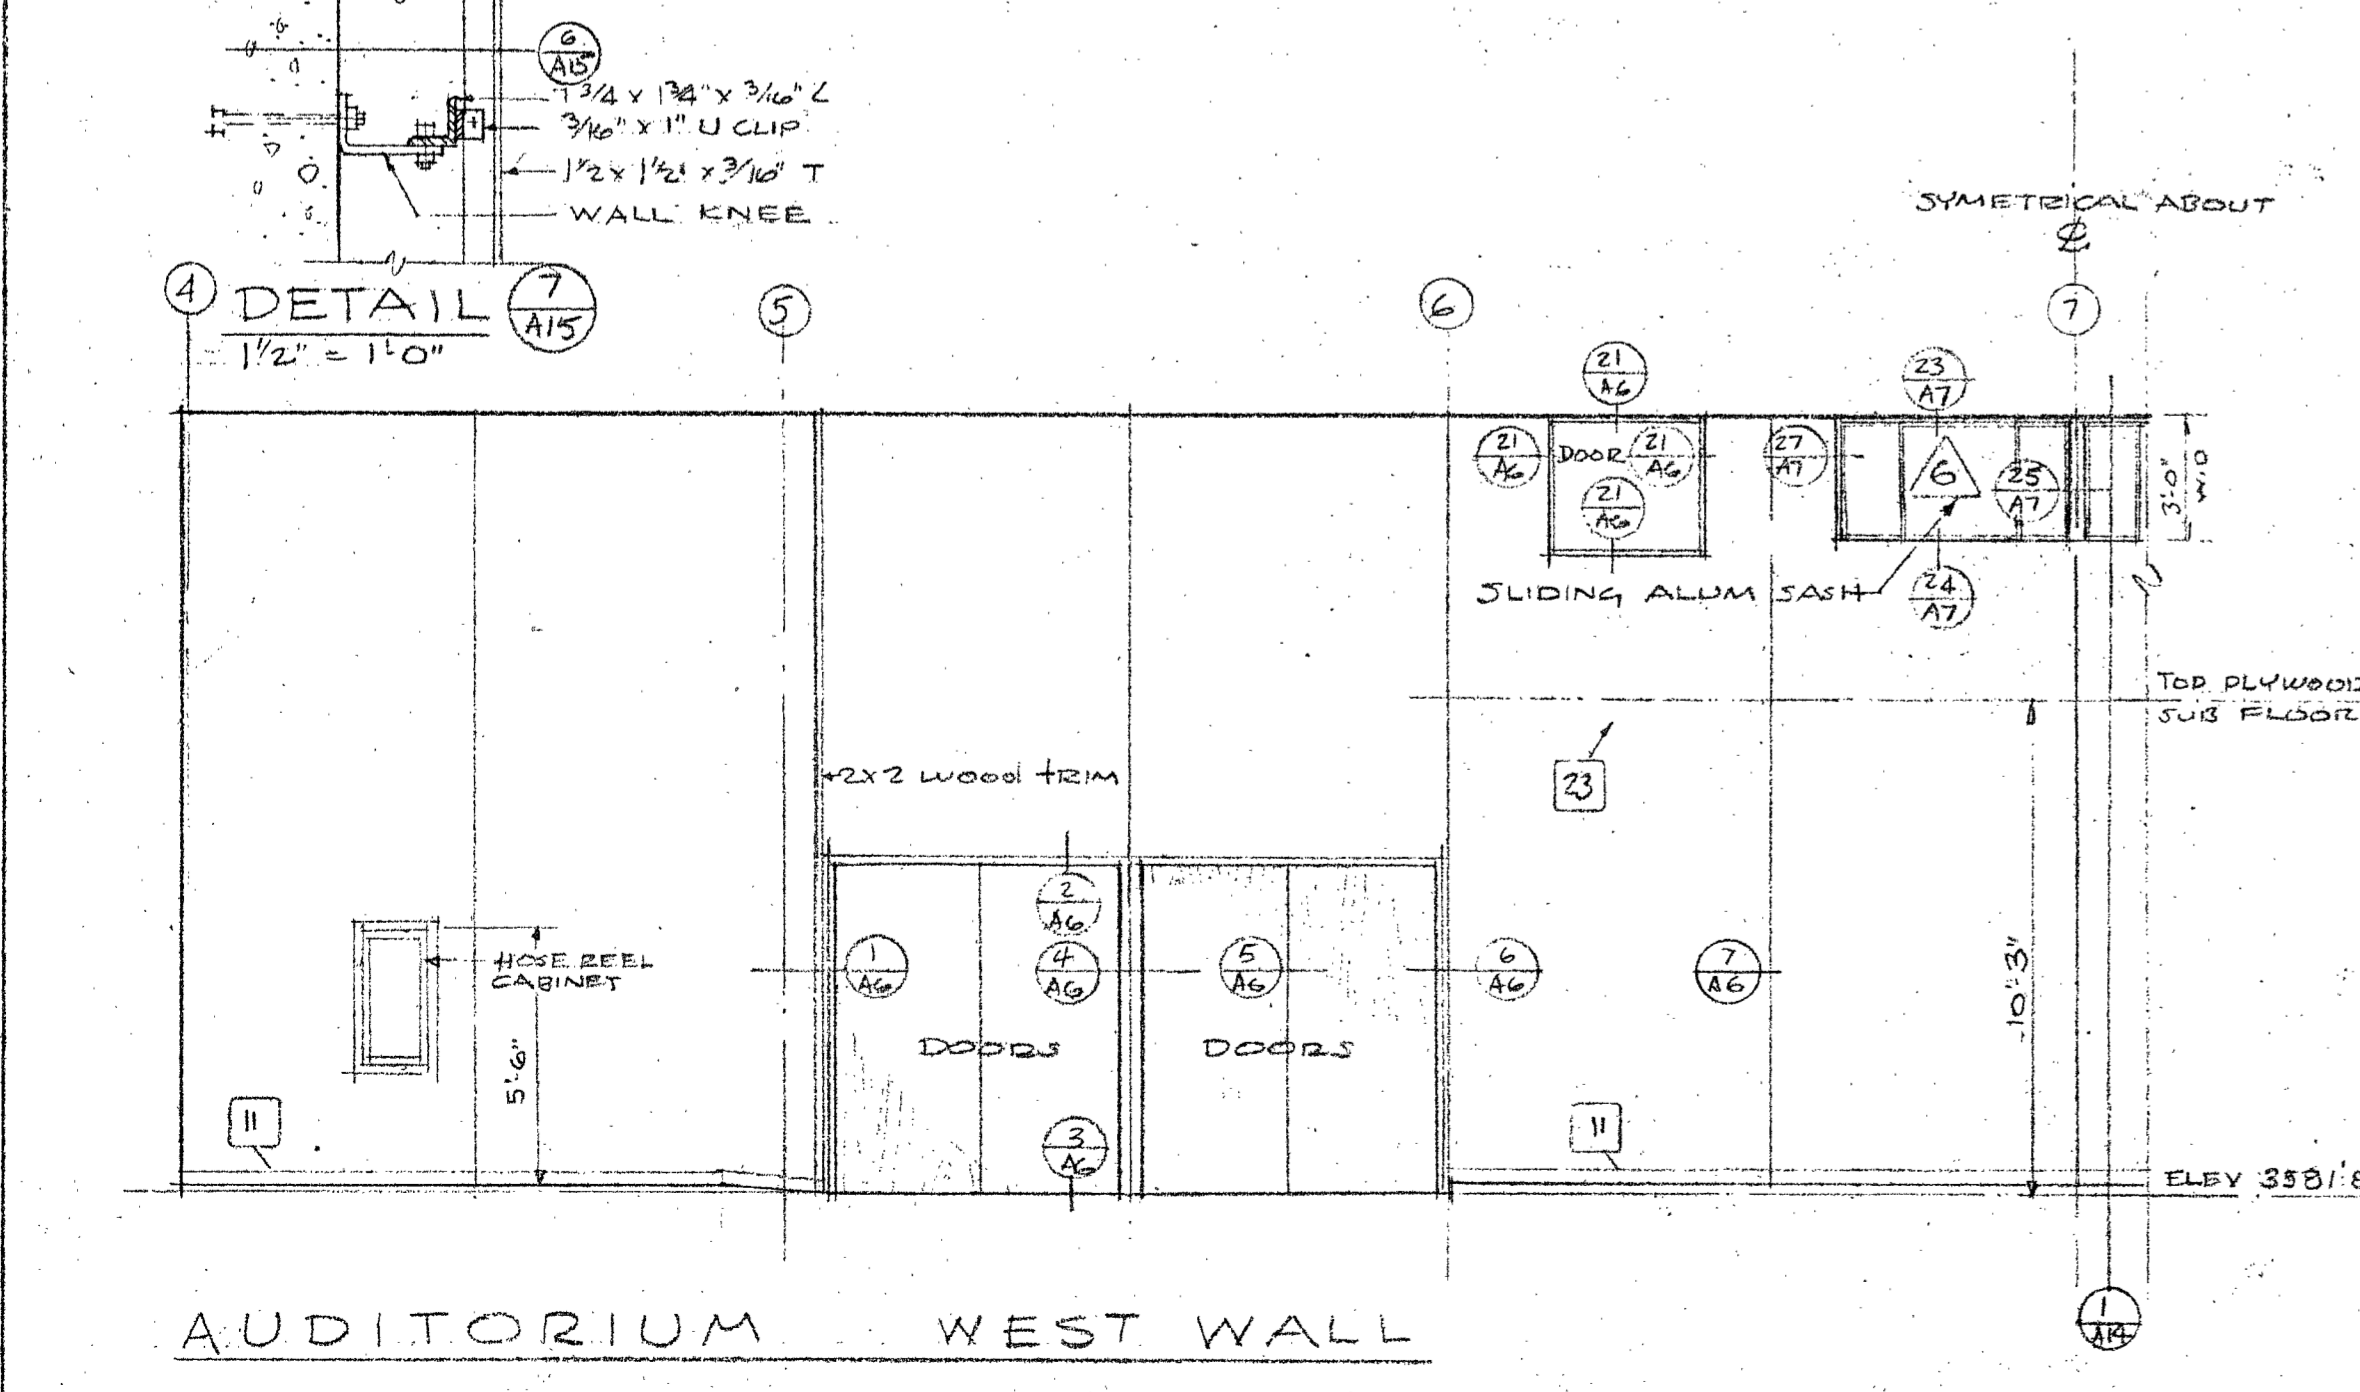 6
A15
1 3/4 x 1 3/4" x 3/16" L
3/16" x 1" U CLIP
1 1/2 x 1 1/2" x 3/16" T
WALL KNEE
SYMETRICAL ABOUT
℄
4
DETAIL
7
A15
1 1/2" = 1'-0"
5
6
7
21
A6
23
A7
21
A6
DOOR
21
A6
27
A7
6
25
A7
3'-0"
W.O
21
A6
SLIDING ALUM SASH
24
A7
TOP PLYWOOD
SUB FLOOR
2x2 WOOD TRIM
23
2
A6
HOSE REEL
CABINET
1
A6
4
A6
5
A6
6
A6
7
A6
10'-3"
5'-6"
DOORS
DOORS
11
3
A6
11
ELEV 3581'.8
AUDITORIUM WEST WALL
1
A14